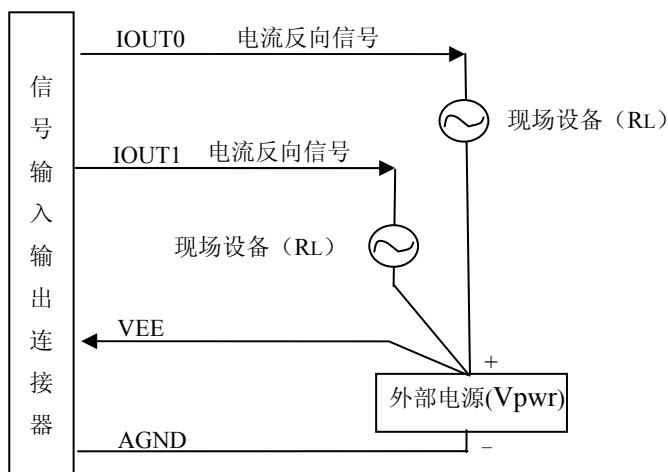 信号输入输出连接器
IOUT0 电流反向信号
现场设备（RL）
IOUT1 电流反向信号
现场设备（RL）
VEE
+
外部电源(Vpwr)
AGND
−